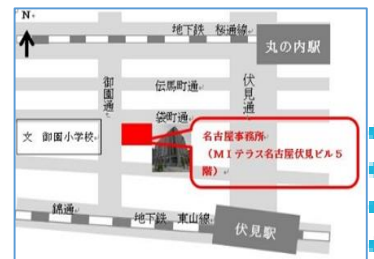 N
地下鉄 桜通線
丸の内駅
御園通
伝馬町通
伏見通
袋町通
文 御園小学校
名古屋事務所
(MIテラス名古屋伏見ビル5
階)
錦通
地下鉄 東山線
伏見駅